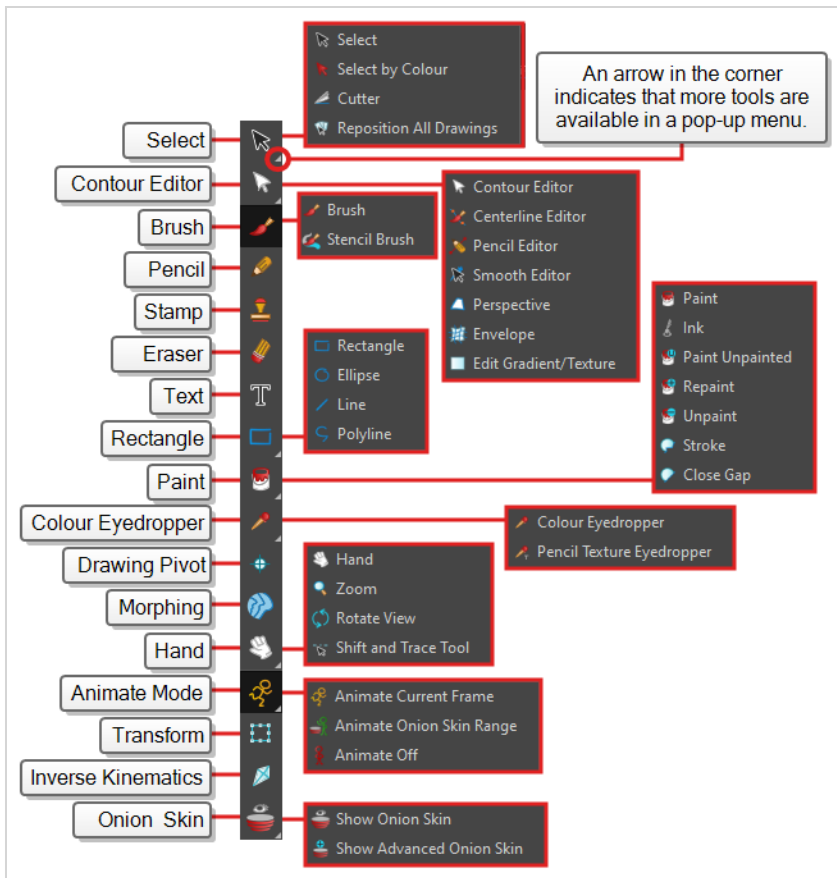 Select
Select by Colour
Cutter
Reposition All Drawings
An arrow in the corner
indicates that more tools are
available in a pop-up menu.
Select
Contour Editor
Brush
Pencil
Stamp
Eraser
Text
Rectangle
Paint
Colour Eyedropper
Drawing Pivot
Morphing
Hand
Animate Mode
Transform
Inverse Kinematics
Onion Skin
Contour Editor
Centerline Editor
Pencil Editor
Smooth Editor
Perspective
Envelope
Edit Gradient/Texture
Brush
Stencil Brush
Rectangle
Ellipse
Line
Polyline
Paint
Ink
Paint Unpainted
Repaint
Unpaint
Stroke
Close Gap
Colour Eyedropper
Pencil Texture Eyedropper
Hand
Zoom
Rotate View
Shift and Trace Tool
Animate Current Frame
Animate Onion Skin Range
Animate Off
Show Onion Skin
Show Advanced Onion Skin